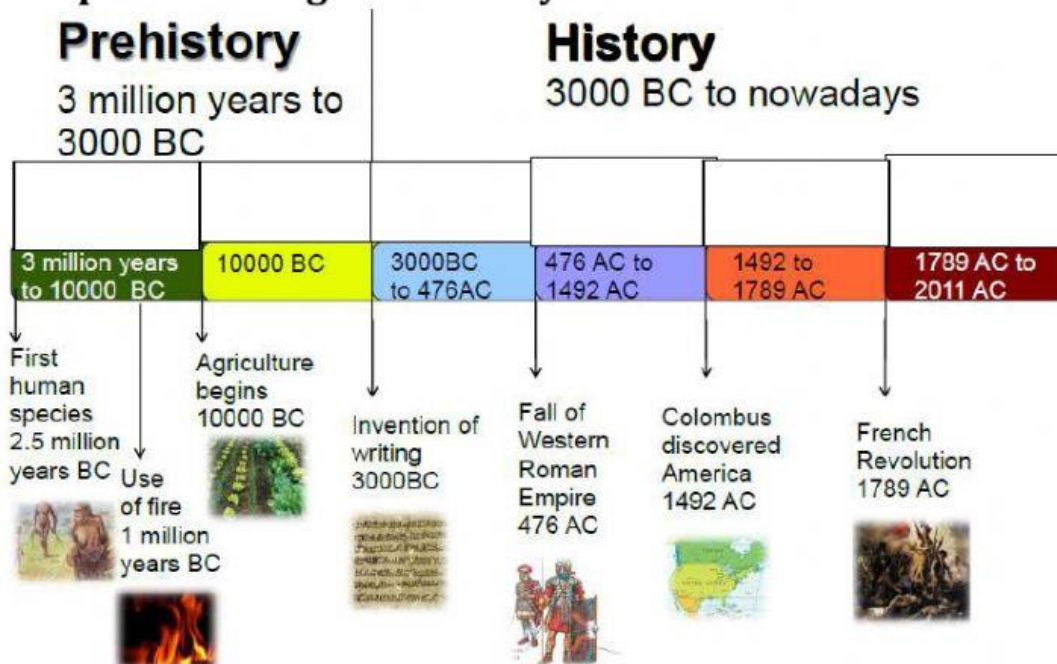 Prehistory
3 million years to
3000 BC
History
3000 BC to nowadays
3 million years
to 10000 BC
10000 BC
3000BC
to 476AC
476 AC to
1492 AC
1492 to
1789 AC
1789 AC to
2011 AC
First
human
species
2.5 million
years BC
Use
of fire
1 million
years BC
Agriculture
begins
10000 BC
Invention of
writing
3000BC
Fall of
Western
Roman
Empire
476 AC
Colombus
discovered
America
1492 AC
French
Revolution
1789 AC